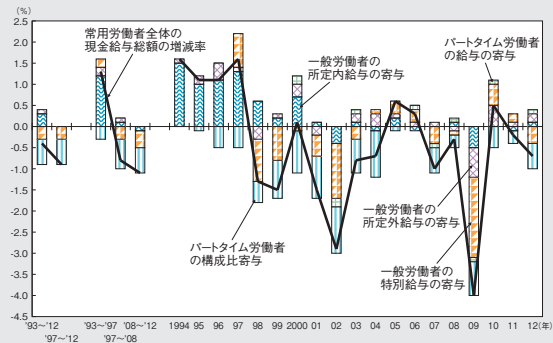 (%)
2.5
2.0
1.5
1.0
0.5
0.0
-0.5
-1.0
-1.5
-2.0
-2.5
-3.0
-3.5
-4.0
-4.5
常用労働者全体の
現金給与総額の増減率
一般労働者の
所定内給与の寄与
パートタイム労働者
の給与の寄与
パートタイム労働者
の構成比寄与
一般労働者の
所定外給与の寄与
一般労働者の
特別給与の寄与
'93～'12 '93～'97 '08～'12 1994 95 96 97 98 99 2000 01 02 03 04 05 06 07 08 09 10 11 12(年)
'97～'12 '97～'08